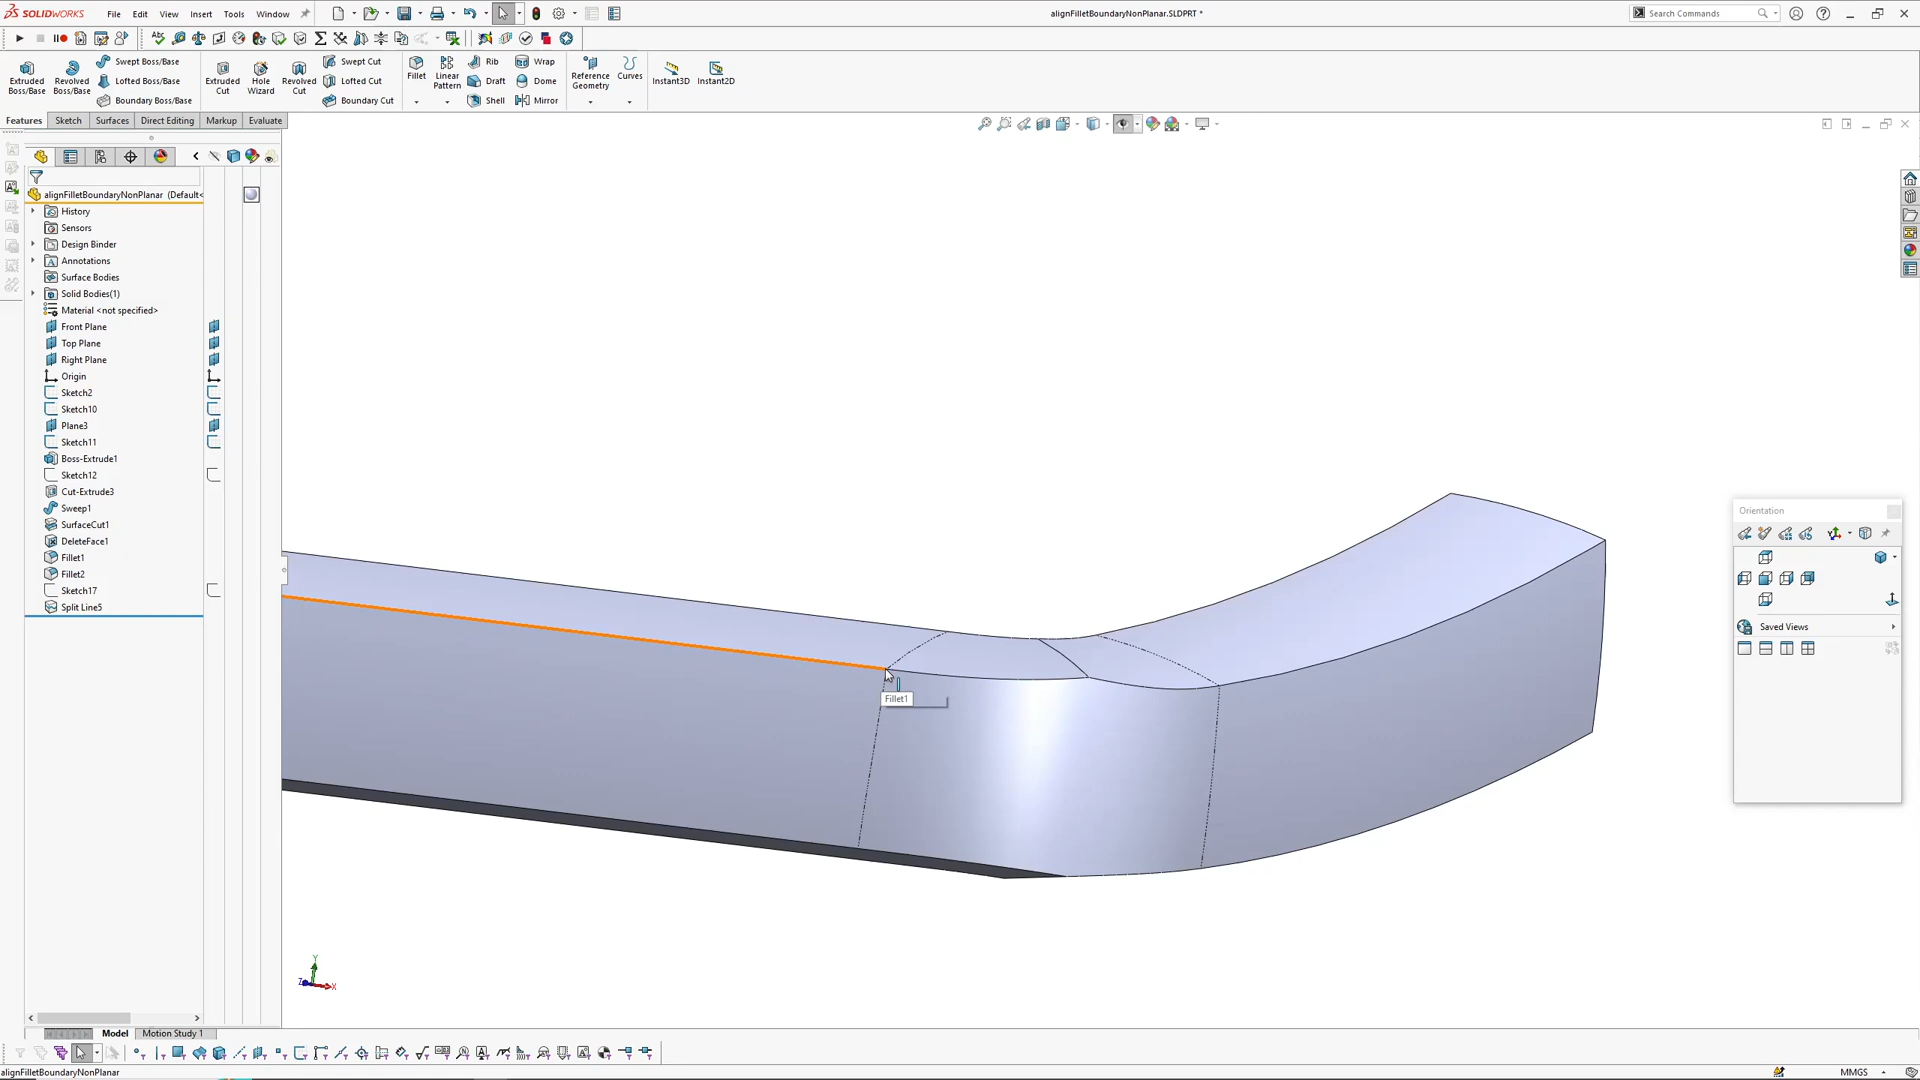 SOLIDWORKS
File Edit View Insert Tools Window
alignFilletBoundaryNonPlanar.SLDPRT *
Search Commands
Extruded Boss/Base
Revolved Boss/Base
Swept Boss/Base
Lofted Boss/Base
Boundary Boss/Base
Extruded Cut
Hole Wizard
Revolved Cut
Swept Cut
Lofted Cut
Boundary Cut
Fillet
Linear Pattern
Rib
Draft
Shell
Wrap
Dome
Mirror
Reference Geometry
Curves
Instant3D
Instant2D
Features Sketch Surfaces Direct Editing Markup Evaluate
alignFilletBoundaryNonPlanar (Default<
History
Sensors
Design Binder
Annotations
Surface Bodies
Solid Bodies(1)
Material <not specified>
Front Plane
Top Plane
Right Plane
Origin
Sketch2
Sketch10
Plane3
Sketch11
Boss-Extrude1
Sketch12
Cut-Extrude3
Sweep1
SurfaceCut1
DeleteFace1
Fillet1
Fillet2
Sketch17
Split Line5
Fillet1
Orientation
Saved Views
Y
Z
X
Model Motion Study 1
alignFilletBoundaryNonPlanar
MMGS